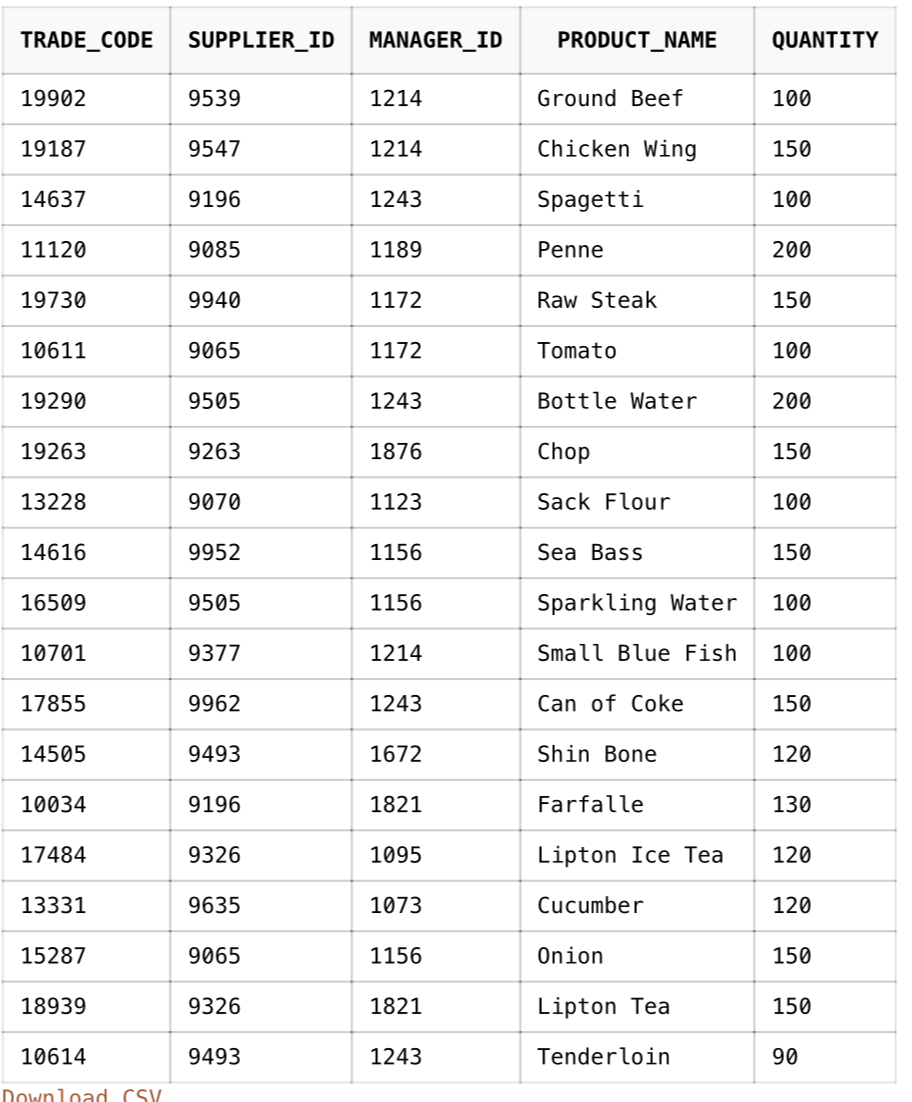 TRADE_CODE SUPPLIER_ID MANAGER_ID PRODUCT_NAME QUANTITY
19902 9539 1214 Ground Beef 100
19187 9547 1214 Chicken Wing 150
14637 9196 1243 Spagetti 100
11120 9085 1189 Penne 200
19730 9940 1172 Raw Steak 150
10611 9065 1172 Tomato 100
19290 9505 1243 Bottle Water 200
19263 9263 1876 Chop 150
13228 9070 1123 Sack Flour 100
14616 9952 1156 Sea Bass 150
16509 9505 1156 Sparkling Water 100
10701 9377 1214 Small Blue Fish 100
17855 9962 1243 Can of Coke 150
14505 9493 1672 Shin Bone 120
10034 9196 1821 Farfalle 130
17484 9326 1095 Lipton Ice Tea 120
13331 9635 1073 Cucumber 120
15287 9065 1156 Onion 150
18939 9326 1821 Lipton Tea 150
10614 9493 1243 Tenderloin 90
Download CSV